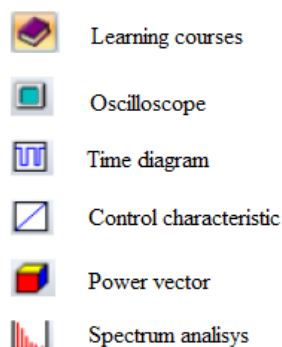 Learning courses
Oscilloscope
Time diagram
Control characteristic
Power vector
Spectrum analisys